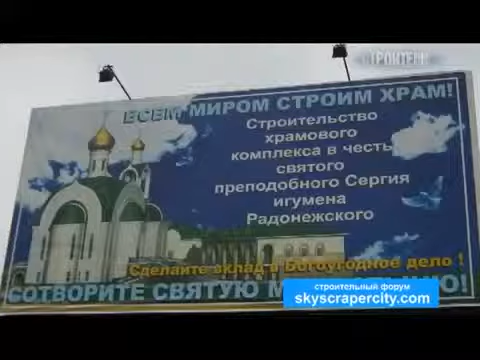 ВСЕМ МИРОМ СТРОИМ ХРАМ!
Строительство
храмового
комплекса в честь
святого
преподобного Сергия
игумена
Радонежского
Сделайте вклад в Богоугодное дело !
СОТВОРИТЕ СВЯТУЮ
строительный форум
skyscrapercity.com